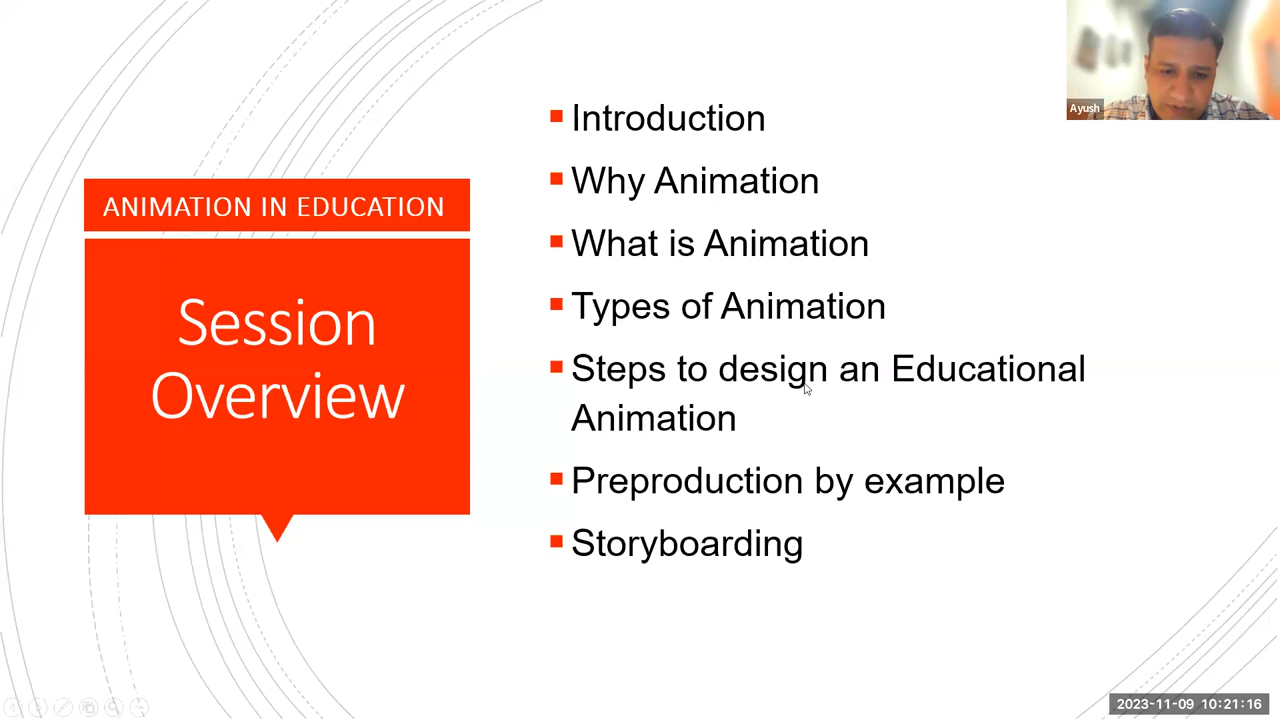 ANIMATION IN EDUCATION
Session
Overview
Introduction
Why Animation
What is Animation
Types of Animation
Steps to design an Educational
Animation
Preproduction by example
Storyboarding
Ayush
2023-11-09 10:21:16